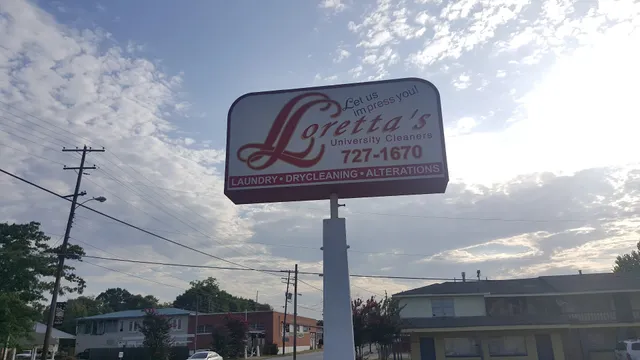 Let us
impress you!
Loretta's
University Cleaners
727-1670
LAUNDRY • DRYCLEANING • ALTERATIONS